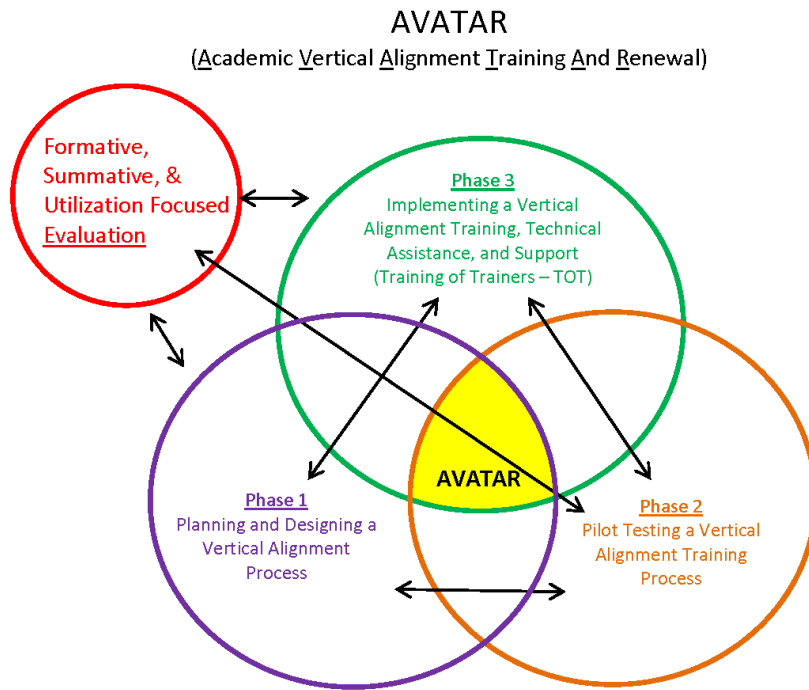 AVATAR
(Academic Vertical Alignment Training And Renewal)
Formative,
Summative, &
Utilization Focused
Evaluation
Phase 3
Implementing a Vertical
Alignment Training, Technical
Assistance, and Support
(Training of Trainers – TOT)
AVATAR
Phase 1
Planning and Designing a
Vertical Alignment
Process
Phase 2
Pilot Testing a Vertical
Alignment Training
Process